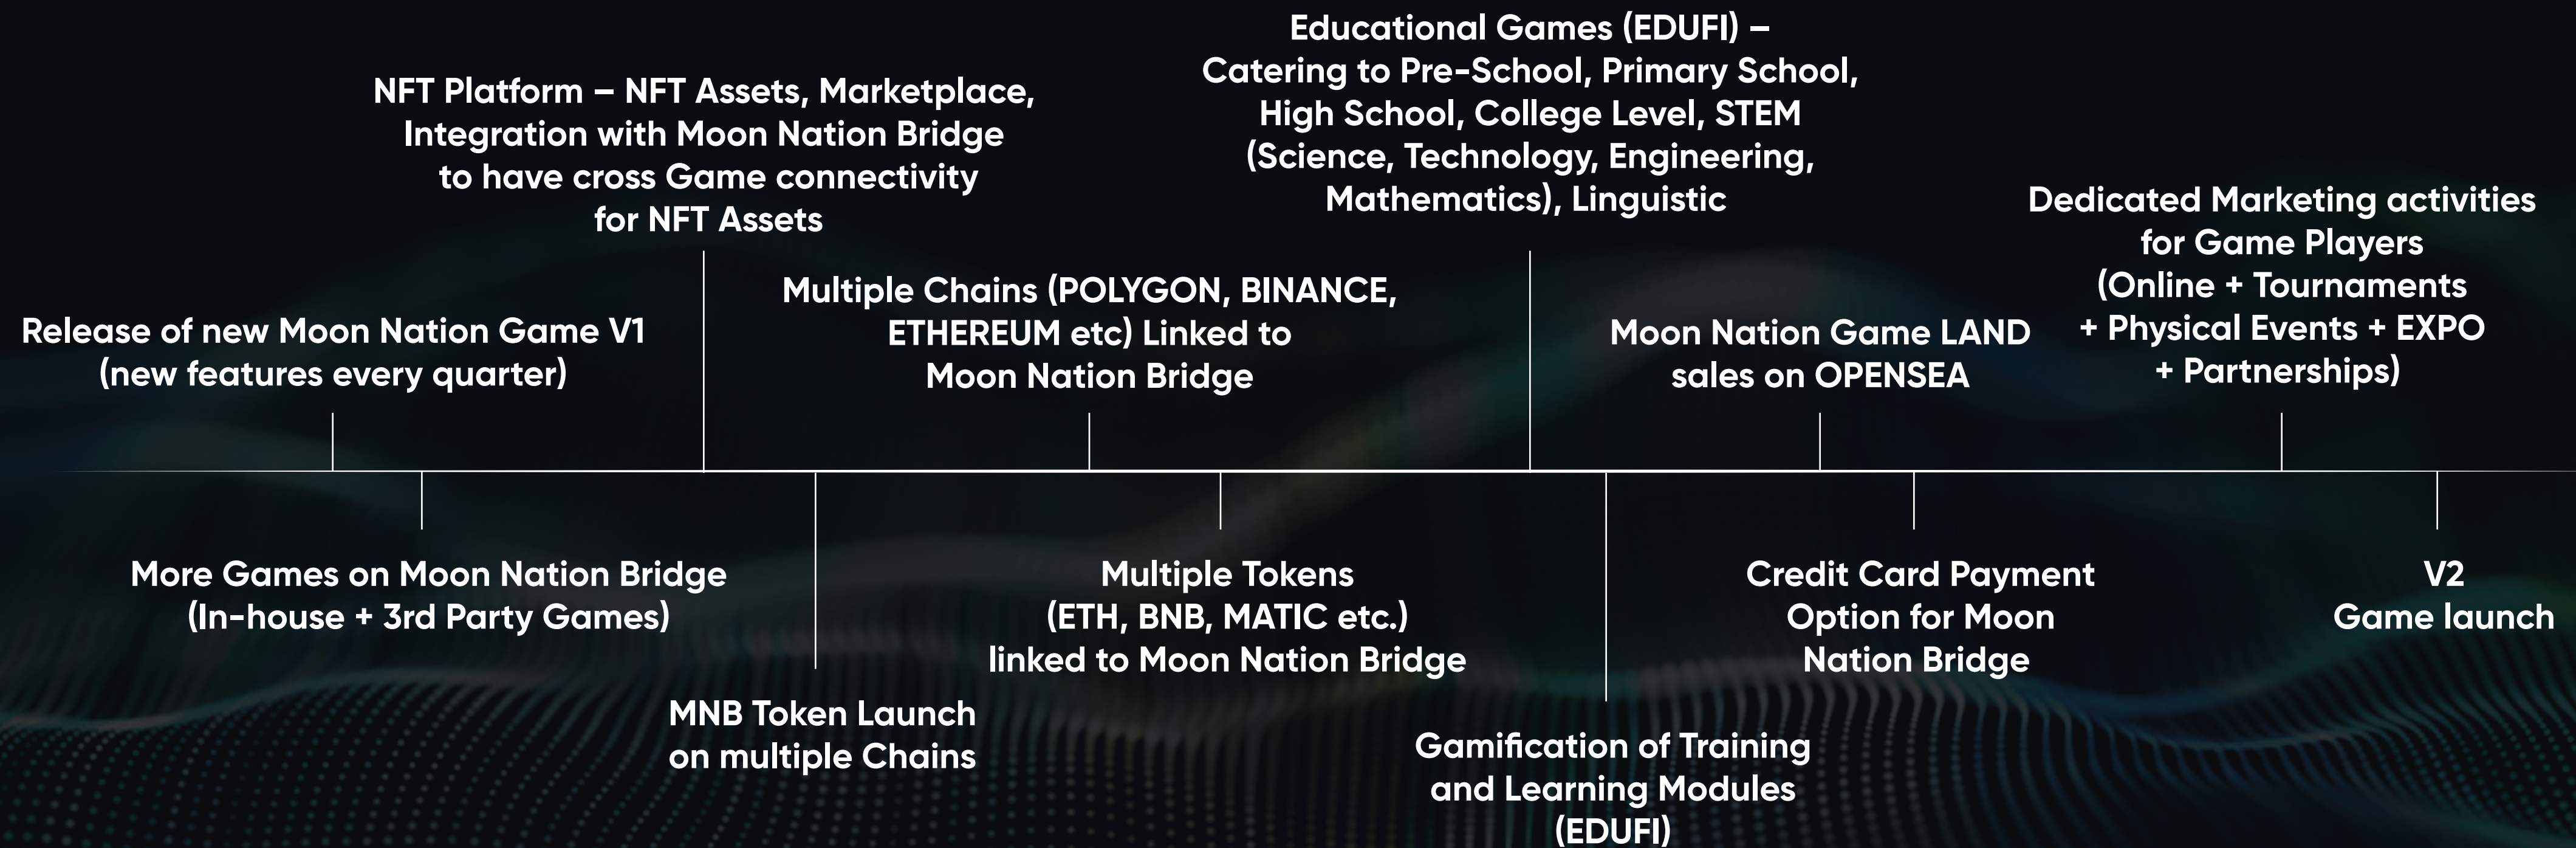 Release of new Moon Nation Game V1
(new features every quarter)
More Games on Moon Nation Bridge
(In-house + 3rd Party Games)
NFT Platform – NFT Assets, Marketplace,
Integration with Moon Nation Bridge
to have cross Game connectivity
for NFT Assets
MNB Token Launch
on multiple Chains
Multiple Chains (POLYGON, BINANCE,
ETHEREUM etc) Linked to
Moon Nation Bridge
Multiple Tokens
(ETH, BNB, MATIC etc.)
linked to Moon Nation Bridge
Educational Games (EDUFI) –
Catering to Pre-School, Primary School,
High School, College Level, STEM
(Science, Technology, Engineering,
Mathematics), Linguistic
Gamification of Training
and Learning Modules
(EDUFI)
Moon Nation Game LAND
sales on OPENSEA
Credit Card Payment
Option for Moon
Nation Bridge
Dedicated Marketing activities
for Game Players
(Online + Tournaments
+ Physical Events + EXPO
+ Partnerships)
V2
Game launch